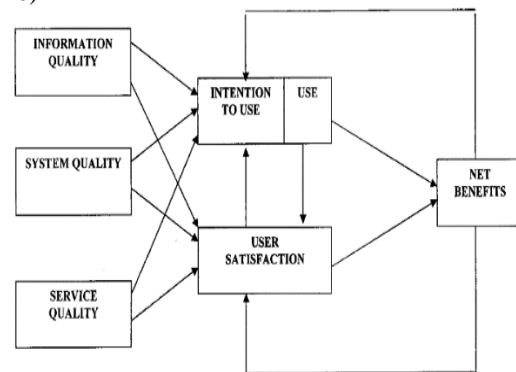 INFORMATION
QUALITY
INTENTION
TO USE
USE
SYSTEM QUALITY
NET
BENEFITS
USER
SATISFACTION
SERVICE
QUALITY